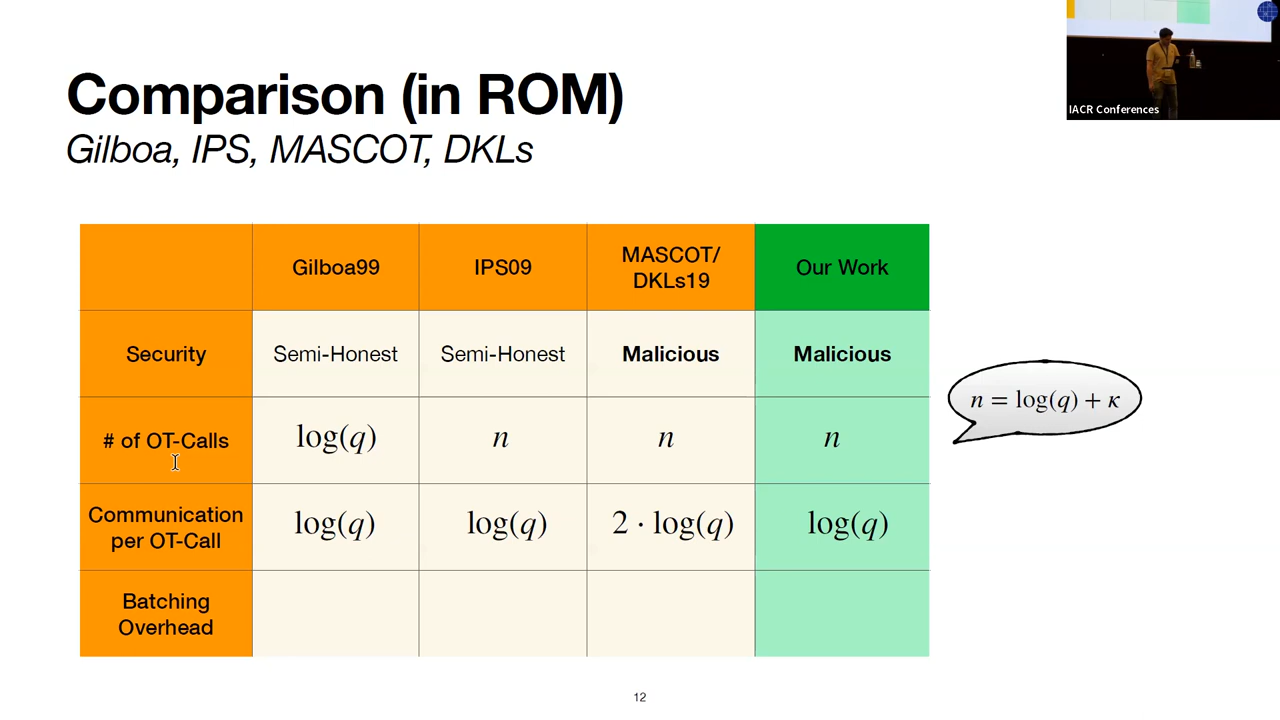 IACR Conferences
Comparison (in ROM)
Gilboa, IPS, MASCOT, DKLs
Gilboa99 IPS09 MASCOT/ DKLs19 Our Work
Security Semi-Honest Semi-Honest Malicious Malicious
# of OT-Calls log(q) n n n
n = log(q) + κ
Communication per OT-Call log(q) log(q) 2 · log(q) log(q)
Batching
Overhead
12